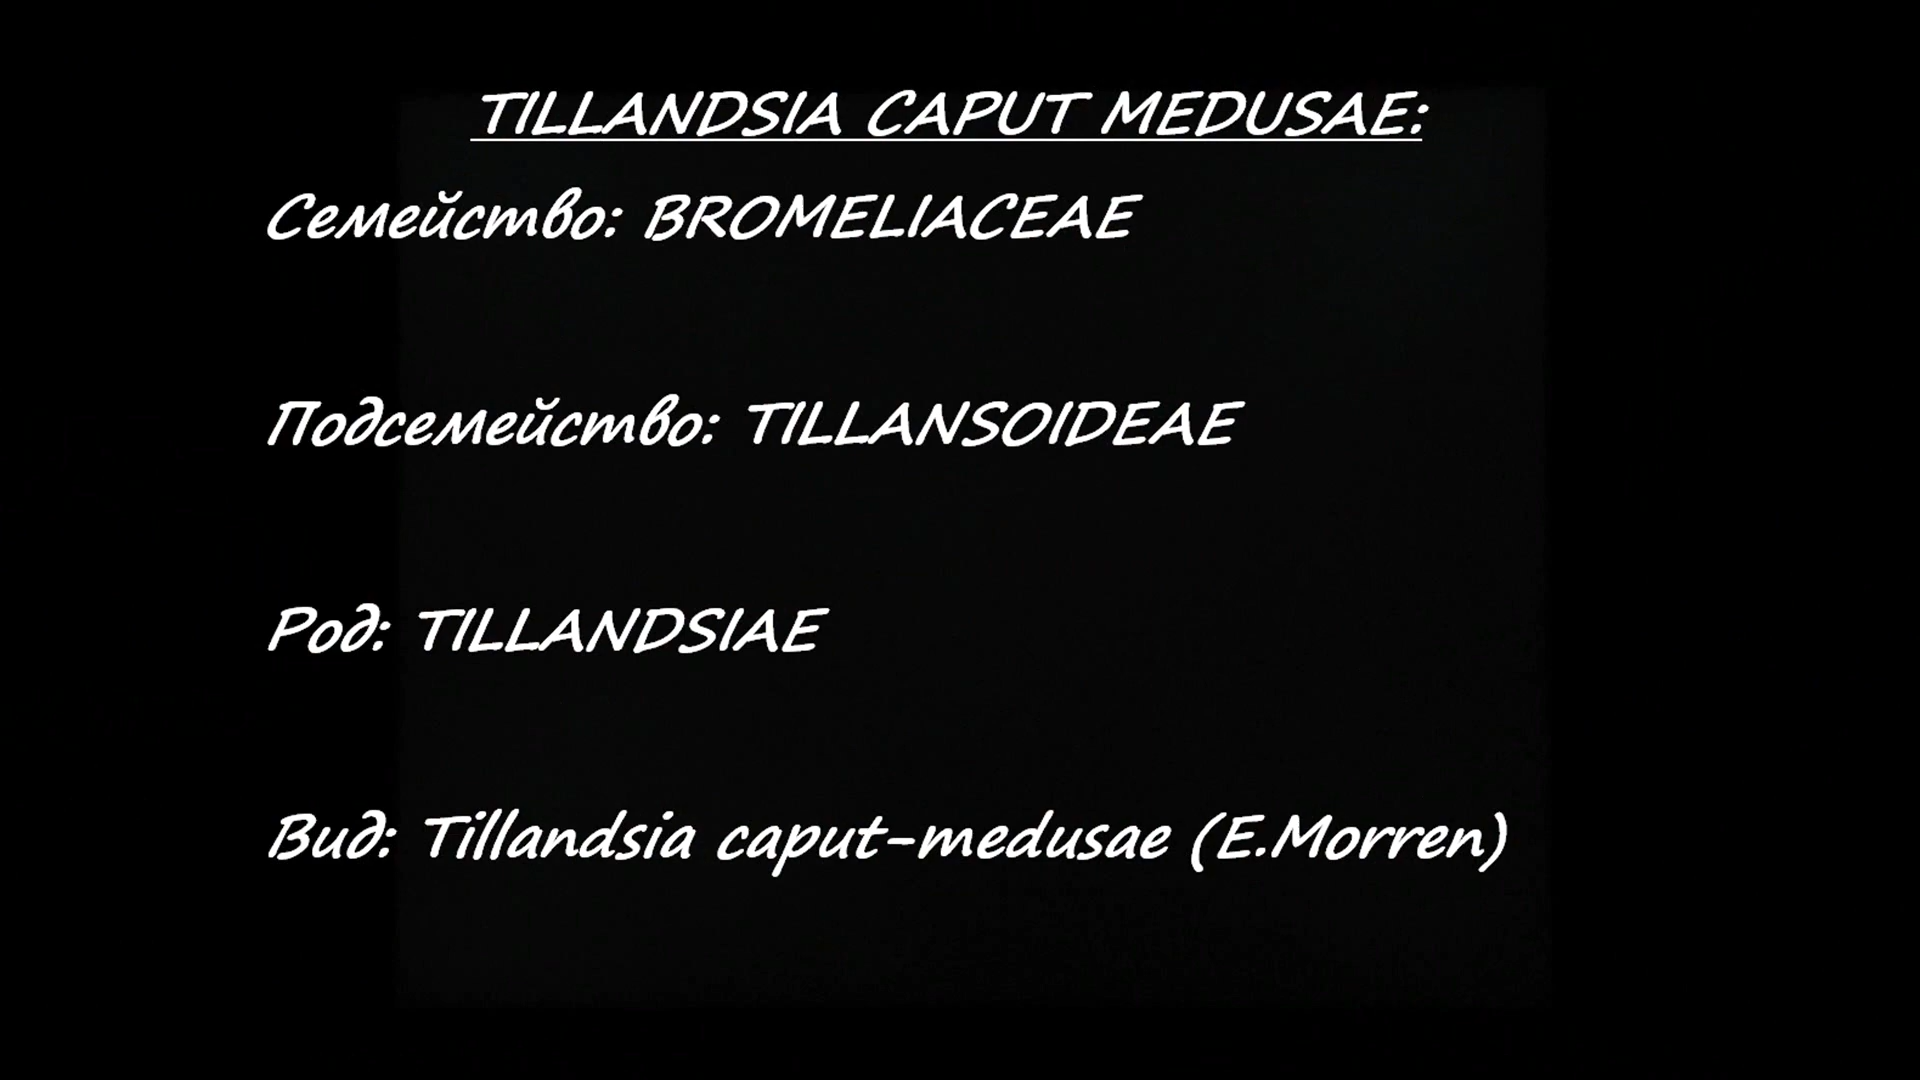 TILLANDSIA CAPUT MEDUSAE:
Семейство: BROMELIACEAE
Подсемейство: TILLANSOIDEAE
Род: TILLANDSIAE
Вид: Tillandsia caput-medusae (E.Morren)